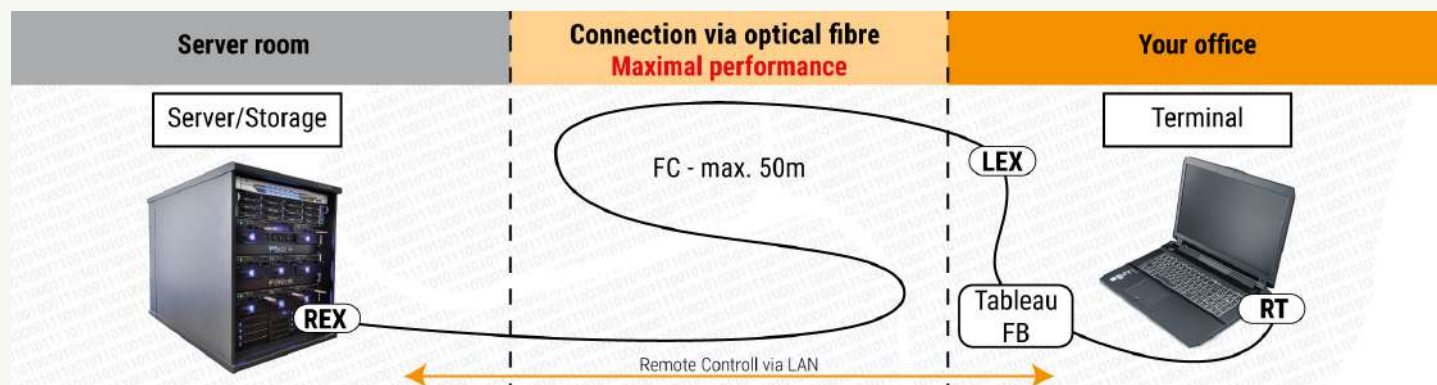 Server room
Connection via optical fibre
Maximal performance
Your office
Server/Storage
Terminal
FC - max. 50m
LEX
REX
Tableau
FB
RT
Remote Controll via LAN